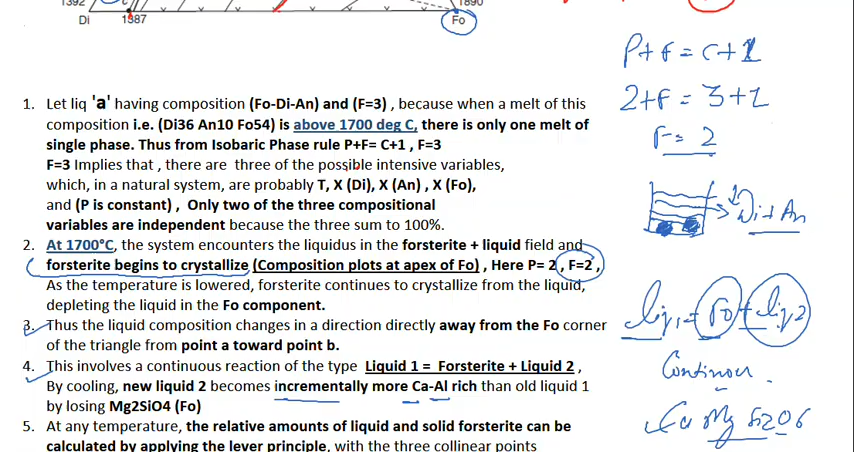 1392
1890
Di
1387
Fo
P+F = C+1
2+F = 3+1
F= 2
1. Let liq 'a' having composition (Fo-Di-An) and (F=3) , because when a melt of this
composition i.e. (Di36 An10 Fo54) is above 1700 deg C, there is only one melt of
single phase. Thus from Isobaric Phase rule P+F= C+1 , F=3
F=3 Implies that , there are three of the possible intensive variables,
which, in a natural system, are probably T, X (Di), X (An) , X (Fo),
and (P is constant) , Only two of the three compositional
variables are independent because the three sum to 100%.
Di+An
2. At 1700°C, the system encounters the liquidus in the forsterite + liquid field and
forsterite begins to crystallize (Composition plots at apex of Fo) , Here P= 2, F=2 ,
As the temperature is lowered, forsterite continues to crystallize from the liquid,
depleting the liquid in the Fo component.
3. Thus the liquid composition changes in a direction directly away from the Fo corner
of the triangle from point a toward point b.
liq1 = Fo + liq2
4. This involves a continuous reaction of the type Liquid 1 = Forsterite + Liquid 2 ,
By cooling, new liquid 2 becomes incrementally more Ca-Al rich than old liquid 1
by losing Mg2SiO4 (Fo)
Ca Mg Si2O6
5. At any temperature, the relative amounts of liquid and solid forsterite can be
calculated by applying the lever principle, with the three collinear points